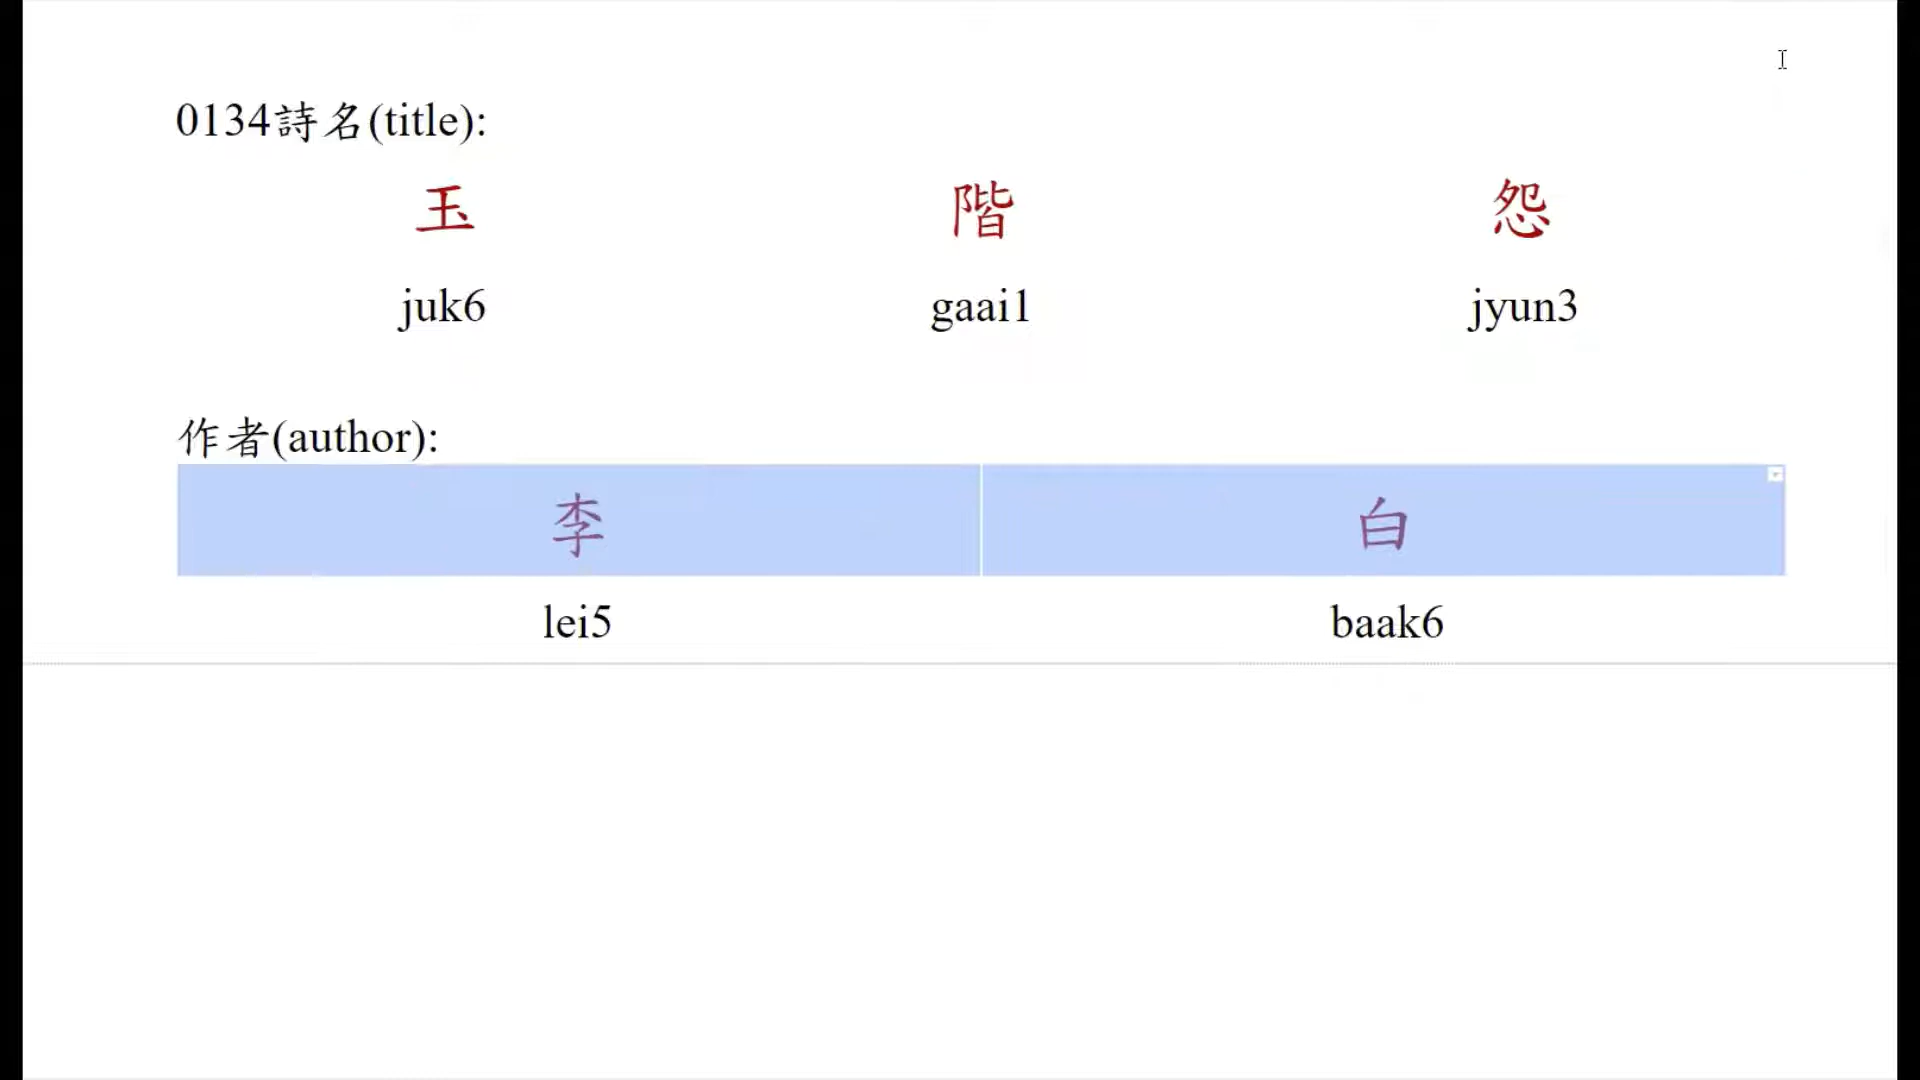 0134詩名(title):
玉 階 怨
juk6 gaai1 jyun3
作者(author):
李 白
lei5 baak6